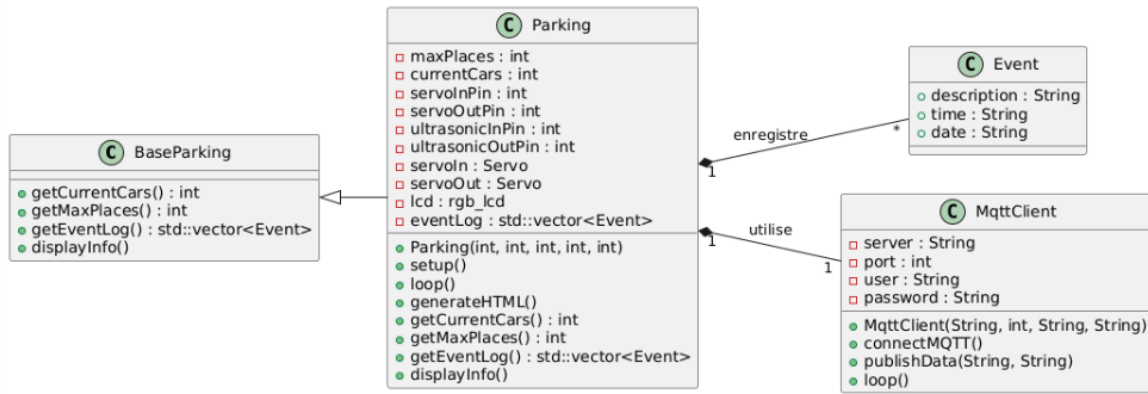 C BaseParking
getCurrentCars() : int
getMaxPlaces() : int
getEventLog() : std::vector<Event>
displayInfo()
C Parking
maxPlaces : int
currentCars : int
servoInPin : int
servoOutPin : int
ultrasonicInPin : int
ultrasonicOutPin : int
servoIn : Servo
servoOut : Servo
lcd : rgb_lcd
eventLog : std::vector<Event>
Parking(int, int, int, int, int)
setup()
loop()
generateHTML()
getCurrentCars() : int
getMaxPlaces() : int
getEventLog() : std::vector<Event>
displayInfo()
enregistre
1
*
utilise
1
1
C Event
description : String
time : String
date : String
C MqttClient
server : String
port : int
user : String
password : String
MqttClient(String, int, String, String)
connectMQTT()
publishData(String, String)
loop()